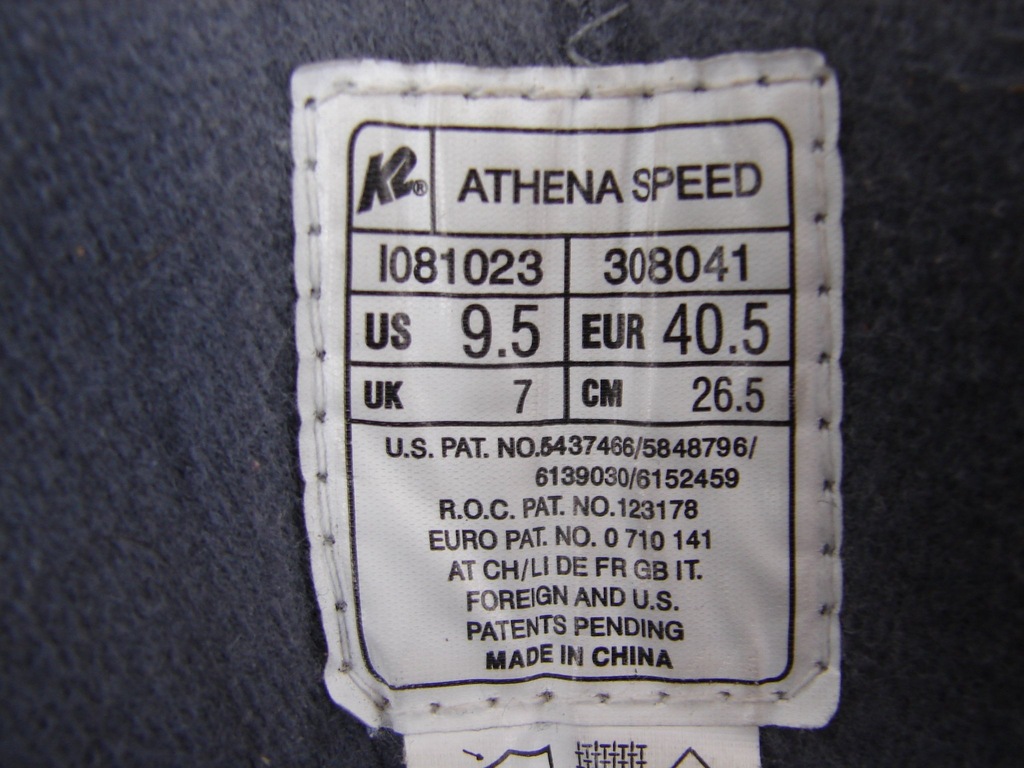 K2® ATHENA SPEED
I081023 308041
US 9.5 EUR 40.5
UK 7 CM 26.5
U.S. PAT. NO.5437466/5848796/
6139030/6152459
R.O.C. PAT. NO.123178
EURO PAT. NO. 0 710 141
AT CH/LI DE FR GB IT.
FOREIGN AND U.S.
PATENTS PENDING
MADE IN CHINA